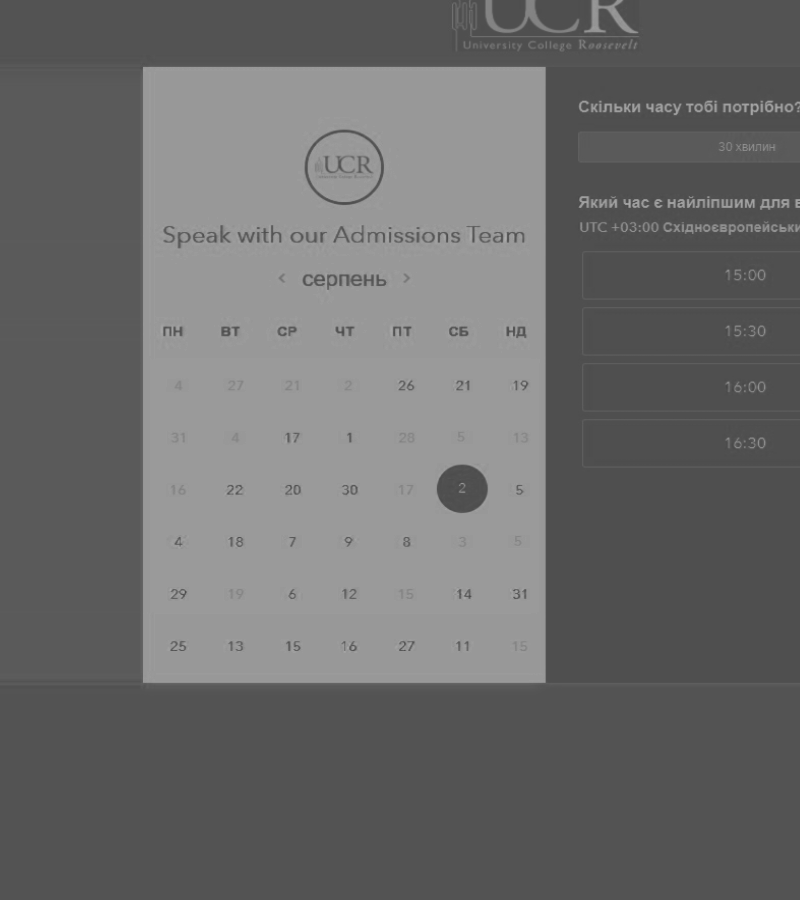 UCR
University College Roosevelt
UCR
Speak with our Admissions Team
< серпень >
ПН ВТ СР ЧТ ПТ СБ НД
4 27 21 2 26 21 19
31 4 17 1 28 5 13
16 22 20 30 17 2 5
4 18 7 9 8 3 5
29 19 6 12 15 14 31
25 13 15 16 27 11 15
Скільки часу тобі потрібно?
30 хвилин
Який час є найліпшим для
UTC +03:00
15:00
15:30
16:00
16:30